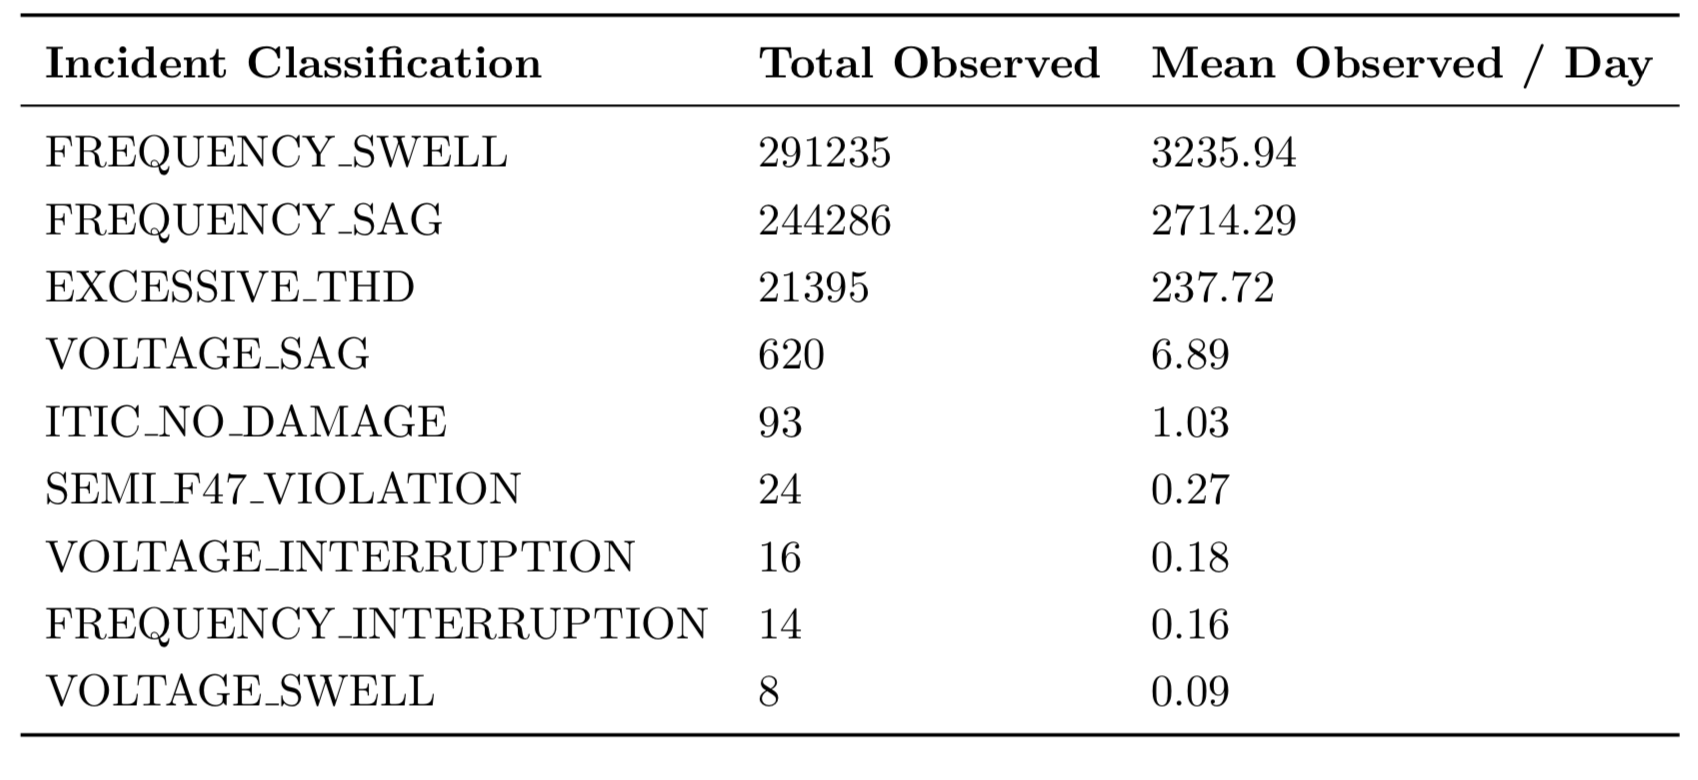 Incident Classification Total Observed Mean Observed / Day
FREQUENCY_SWELL 291235 3235.94
FREQUENCY_SAG 244286 2714.29
EXCESSIVE_THD 21395 237.72
VOLTAGE_SAG 620 6.89
ITIC_NO_DAMAGE 93 1.03
SEMI_F47_VIOLATION 24 0.27
VOLTAGE_INTERRUPTION 16 0.18
FREQUENCY_INTERRUPTION 14 0.16
VOLTAGE_SWELL 8 0.09